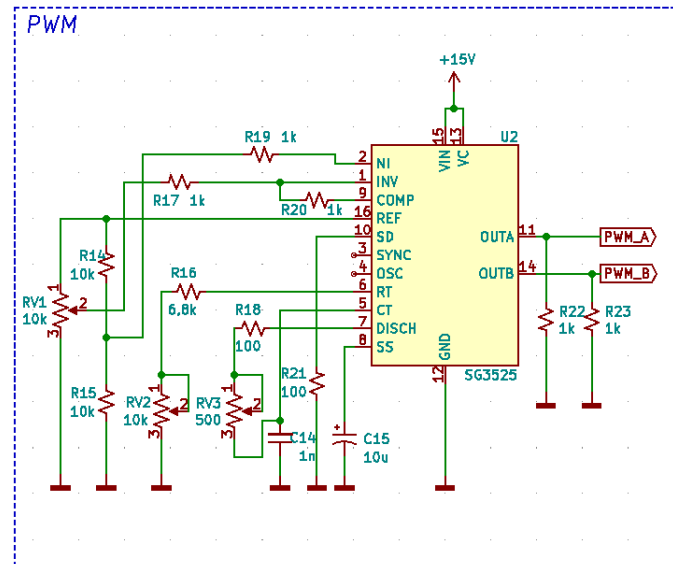 PWM
+15V
U2
R19 1k
15
VIN
13
VC
2
NI
1
INV
R17 1k
9
COMP
R20 1k
16
REF
10
SD
11
OUTA
PWM_A
R14
10k
3
SYNC
R16
4
OSC
14
OUTB
PWM_B
6
RT
RV1
10k
1
2
3
6,8k
R18
100
5
CT
R22
1k
R23
1k
7
DISCH
8
SS
GND
12
SG3525
R21
100
R15
10k
RV2
10k
1
2
3
RV3
500
1
2
3
C14
1n
+
C15
10u